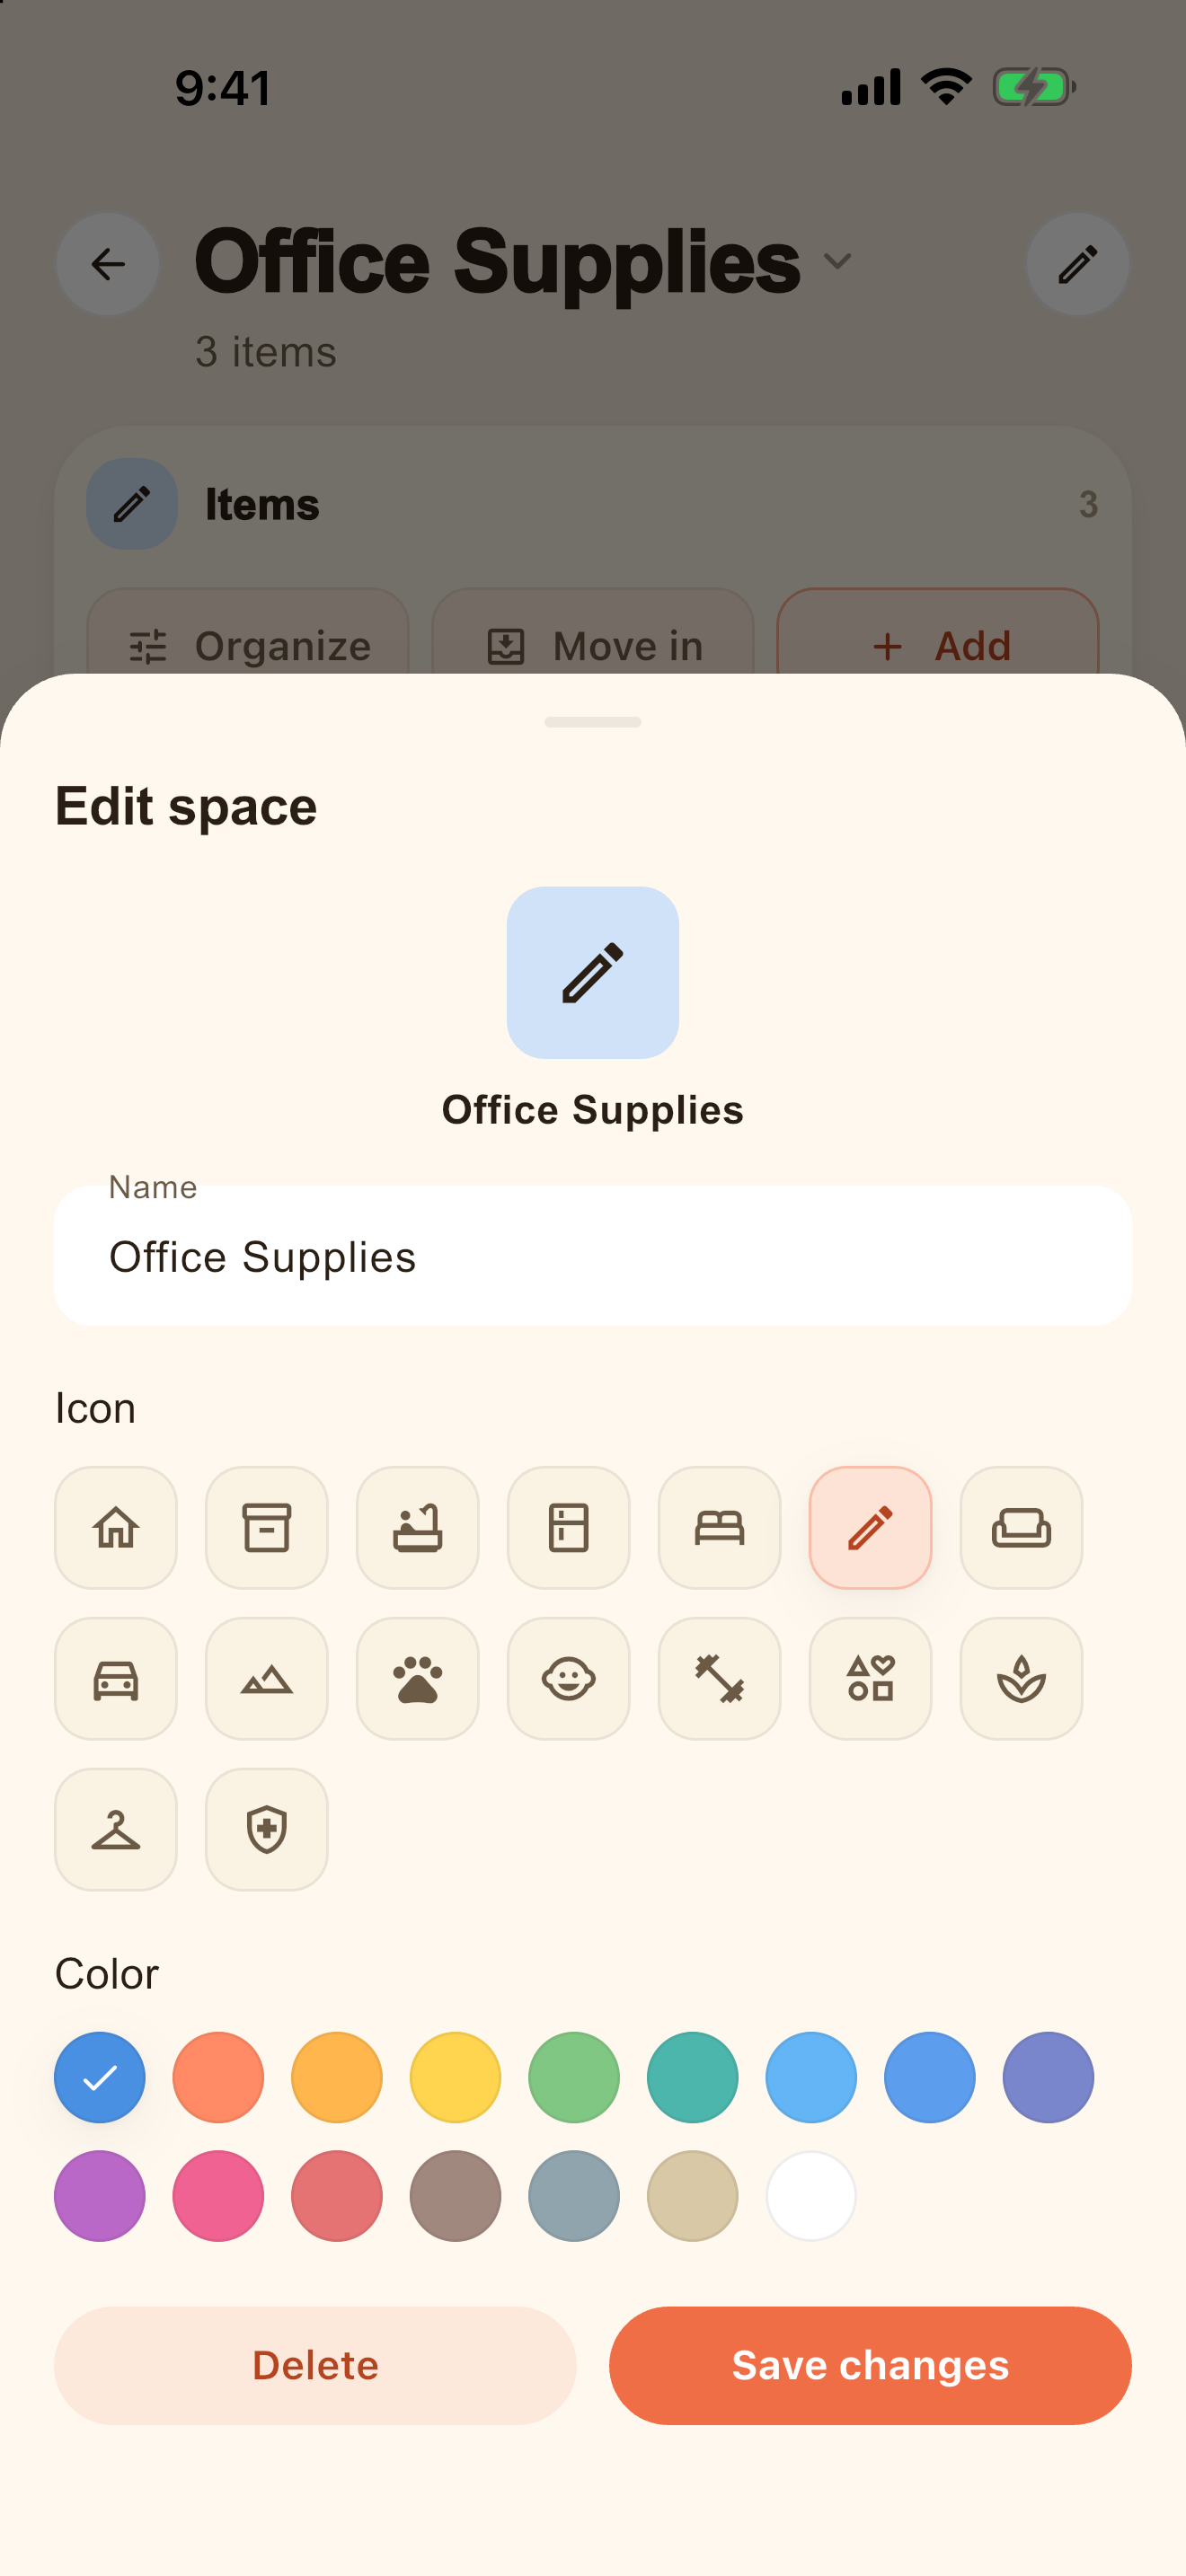 9:41
Office Supplies
3 items
Items
3
Organize
Move in
Add
Edit space
Office Supplies
Name
Office Supplies
Icon
Color
Delete
Save changes